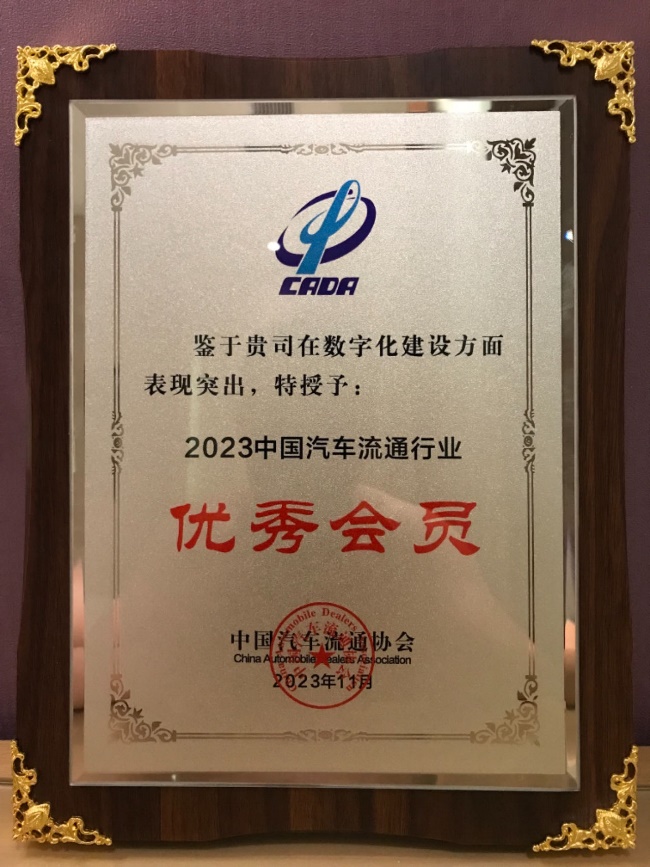 CADA
鉴于贵司在数字化建设方面
表现突出，特授予：
2023中国汽车流通行业
优秀会员
中国汽车流通协会
China Automobile Dealers Association
2023年11月